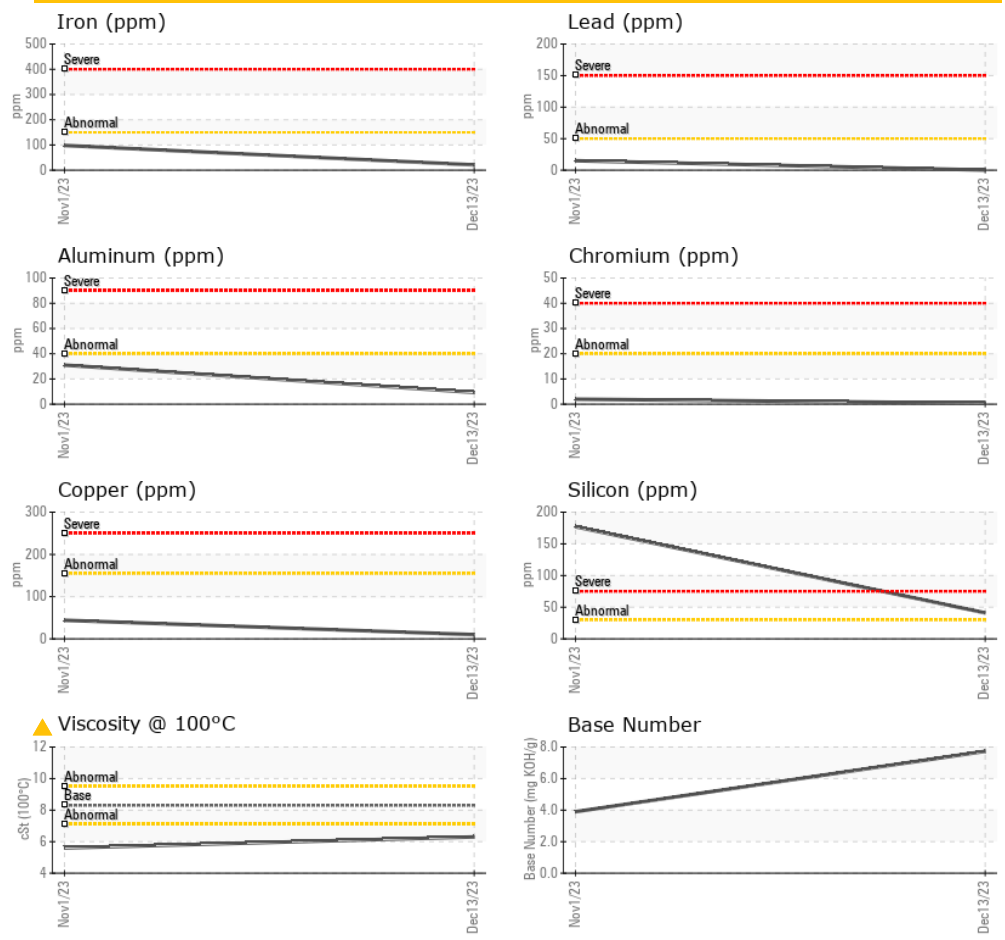 Iron (ppm)
500
400
300
200
100
0
ppm
Severe
Abnormal
Nov1/23
Dec13/23
Lead (ppm)
200
150
100
50
0
ppm
Severe
Abnormal
Nov1/23
Dec13/23
Aluminum (ppm)
100
80
60
40
20
0
ppm
Severe
Abnormal
Nov1/23
Dec13/23
Chromium (ppm)
50
40
30
20
10
0
ppm
Severe
Abnormal
Nov1/23
Dec13/23
Copper (ppm)
300
200
100
0
ppm
Severe
Abnormal
Nov1/23
Dec13/23
Silicon (ppm)
200
150
100
50
0
ppm
Severe
Abnormal
Nov1/23
Dec13/23
Viscosity @ 100°C
12
10
8
6
4
cSt (100°C)
Abnormal
Base
Abnormal
Nov1/23
Dec13/23
Base Number
8.0
6.0
4.0
2.0
0.0
Base Number (mg KOH/g)
Nov1/23
Dec13/23